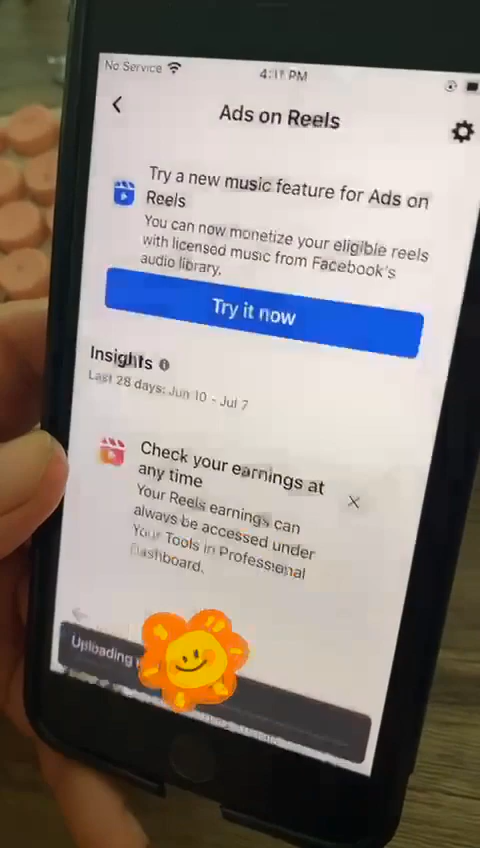 No Service
4:17 PM
Ads on Reels
Try a new music feature for Ads on
Reels
You can now monetize your eligible reels
with licensed music from Facebook's
audio library.
Try it now
Insights
Last 28 days: Jun 10 - Jul 7
Check your earnings at
any time
Your Reels earnings can
always be accessed under
Your Tools in Professional
Dashboard.
Uploading